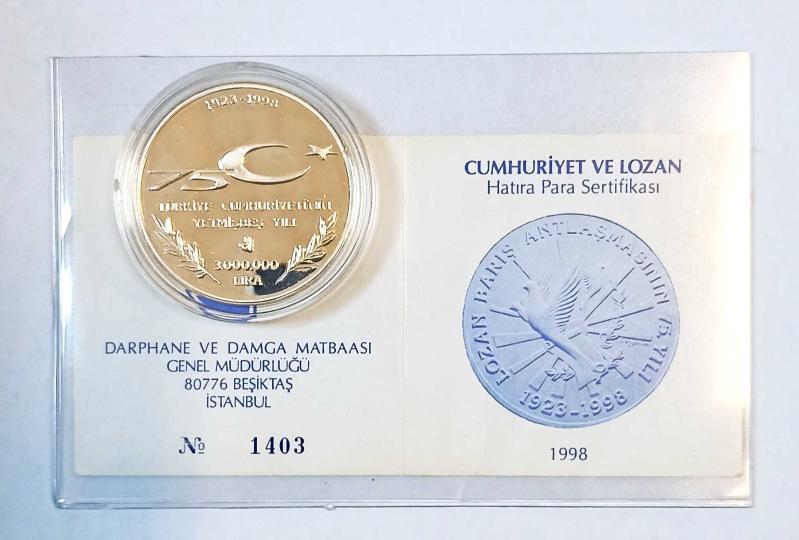 1923-1998
75
TÜRKİYE CUMHURİYETİNİN
YETMİŞBEŞ YILI
3.000,000
LİRA
DARPHANE VE DAMGA MATBAASI
GENEL MÜDÜRLÜĞÜ
80776 BEŞİKTAŞ
İSTANBUL
№ 1403
CUMHURİYET VE LOZAN
Hatıra Para Sertifikası
LOZAN BARIŞ ANTLAŞMASININ 75. YILI
1923-1998
1998